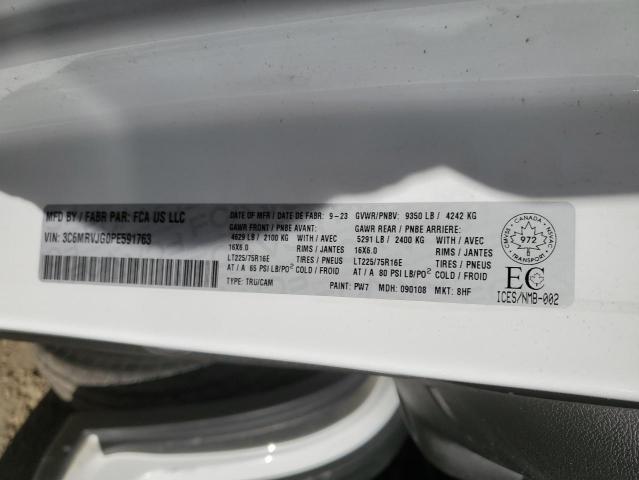 MFD BY / FABR PAR: FCA US LLC
VIN: 3C6MRVJG0PE591763
DATE OF MFR / DATE DE FABR: 9-23 GVWR/PNBV: 9350 LB / 4242 KG
GAWR FRONT / PNBE AVANT: GAWR REAR / PNBE ARRIERE:
4629 LB / 2100 KG WITH / AVEC 5291 LB / 2400 KG WITH / AVEC
16X6.0 RIMS / JANTES 16X6.0 RIMS / JANTES
LT225/75R16E TIRES / PNEUS LT225/75R16E TIRES / PNEUS
AT / A 65 PSI LB/PO² COLD / FROID AT / A 80 PSI LB/PO² COLD / FROID
TYPE: TRU/CAM PAINT: PW7 MDH: 090108 MKT: 8HF
972
TRANSPORT
EC
ICES/NMB-002